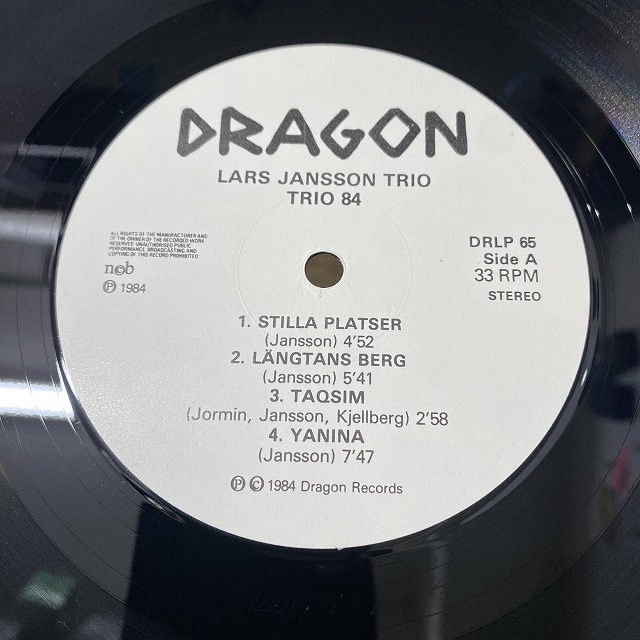 DRAGON
LARS JANSSON TRIO
TRIO 84
ALL RIGHTS OF THE MANUFACTURER AND
OF THE OWNER OF THE RECORDED WORK
RESERVED UNAUTHORISED PUBLIC
PERFORMANCE, BROADCASTING AND
COPYING OF THIS RECORD PROHIBITED
ncb
Ⓟ 1984
DRLP 65
Side A
33 RPM
STEREO
1. STILLA PLATSER
(Jansson) 4'52
2. LÄNGTANS BERG
(Jansson) 5'41
3. TAQSIM
(Jormin, Jansson, Kjellberg) 2'58
4. YANINA
(Jansson) 7'47
Ⓟ © 1984 Dragon Records